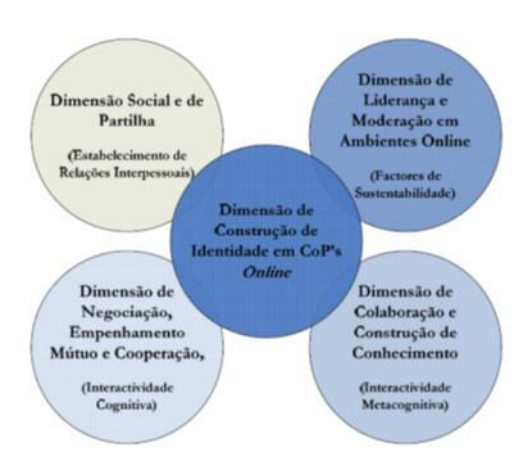 Dimensão Social e de
Partilha
(Estabelecimento de
Relações Interpessoais)
Dimensão de
Liderança e
Moderação em
Ambientes Online
(Factores de
Sustentabilidade)
Dimensão de
Construção de
Identidade em CoP's
Online
Dimensão de
Negociação,
Empenhamento
Mútuo e Cooperação,
(Interactividade
Cognitiva)
Dimensão de
Colaboração e
Construção de
Conhecimento
(Interactividade
Metacognitiva)